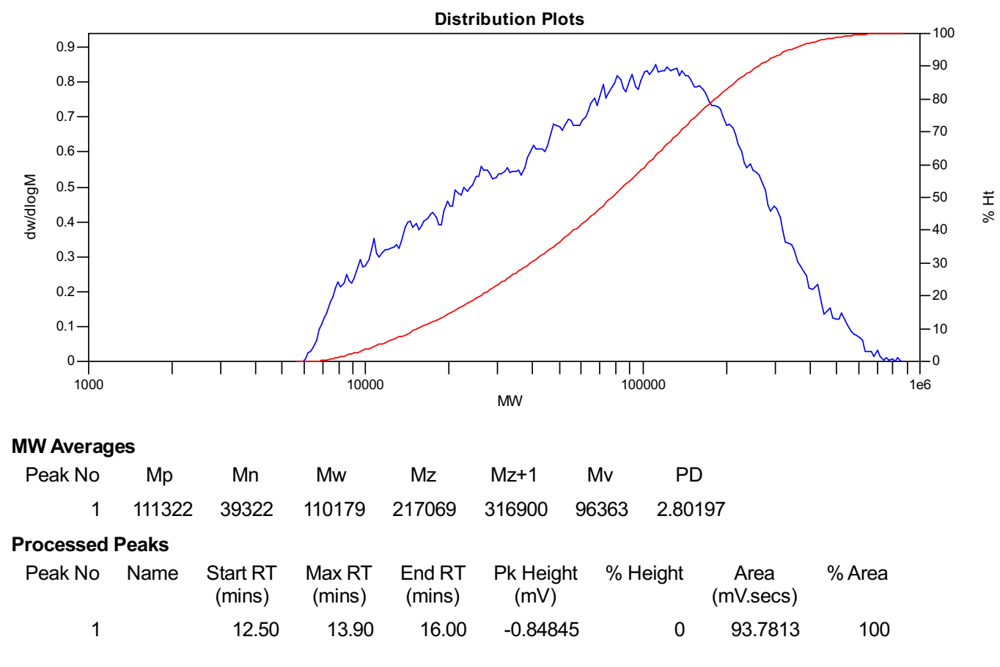 Distribution Plots
0.9
0.8
0.7
0.6
0.5
0.4
0.3
0.2
0.1
0
dw/dlogM
100
90
80
70
60
50
40
30
20
10
0
% Ht
1000 10000 100000 1e6
MW
MW Averages
Peak No Mp Mn Mw Mz Mz+1 Mv PD
1 111322 39322 110179 217069 316900 96363 2.80197
Processed Peaks
Peak No Name Start RT Max RT End RT Pk Height % Height Area % Area
(mins) (mins) (mins) (mV) (mV.secs)
1 12.50 13.90 16.00 -0.84845 0 93.7813 100